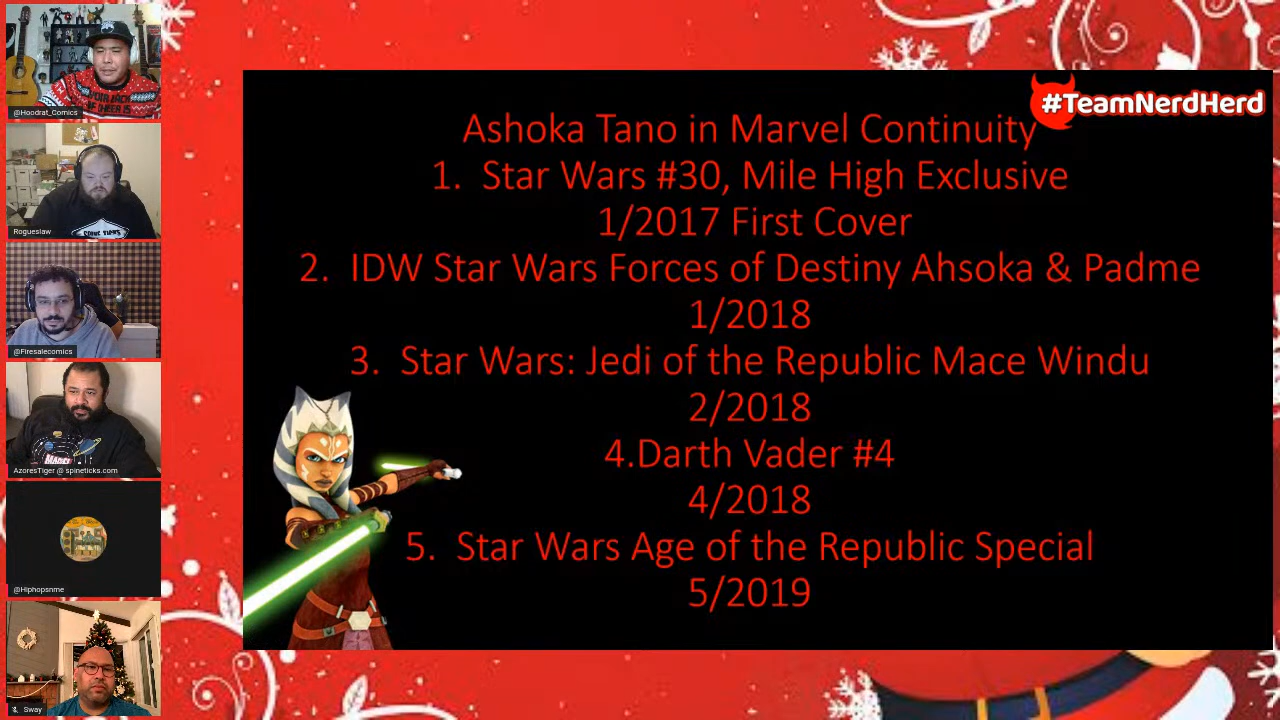 @Hoodrat_Comics
Rogueslaw
@Firesalecomics
AzoresTiger @ spineticks.com
@Hiphopsnme
Sway
#TeamNerdHerd
Ashoka Tano in Marvel Continuity
1. Star Wars #30, Mile High Exclusive
1/2017 First Cover
2. IDW Star Wars Forces of Destiny Ahsoka & Padme
1/2018
3. Star Wars: Jedi of the Republic Mace Windu
2/2018
4.Darth Vader #4
4/2018
5. Star Wars Age of the Republic Special
5/2019